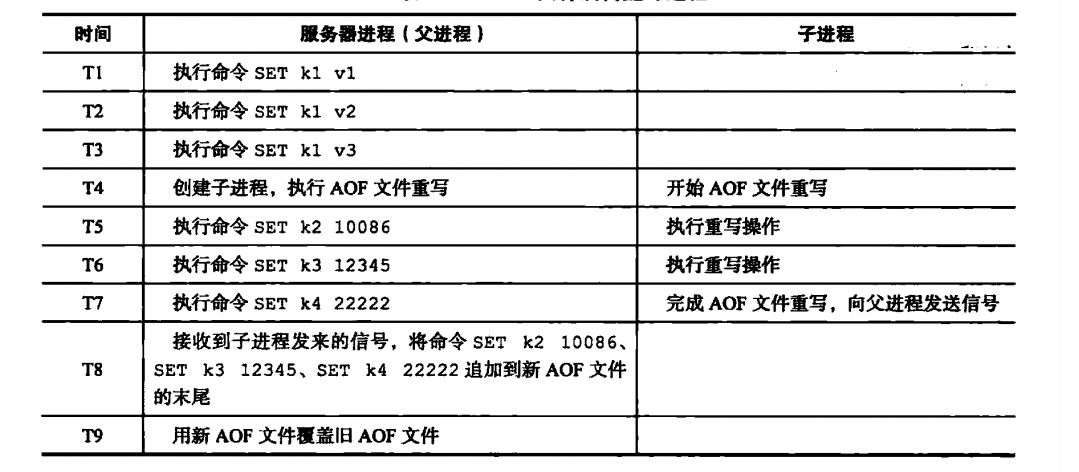 时间 服务器进程（父进程） 子进程
T1 执行命令 SET k1 v1
T2 执行命令 SET k1 v2
T3 执行命令 SET k1 v3
T4 创建子进程，执行 AOF 文件重写 开始 AOF 文件重写
T5 执行命令 SET k2 10086 执行重写操作
T6 执行命令 SET k3 12345 执行重写操作
T7 执行命令 SET k4 22222 完成 AOF 文件重写，向父进程发送信号
接收到子进程发来的信号，将命令 SET k2 10086、
T8 SET k3 12345、SET k4 22222 追加到新 AOF 文件
的末尾
T9 用新 AOF 文件覆盖旧 AOF 文件